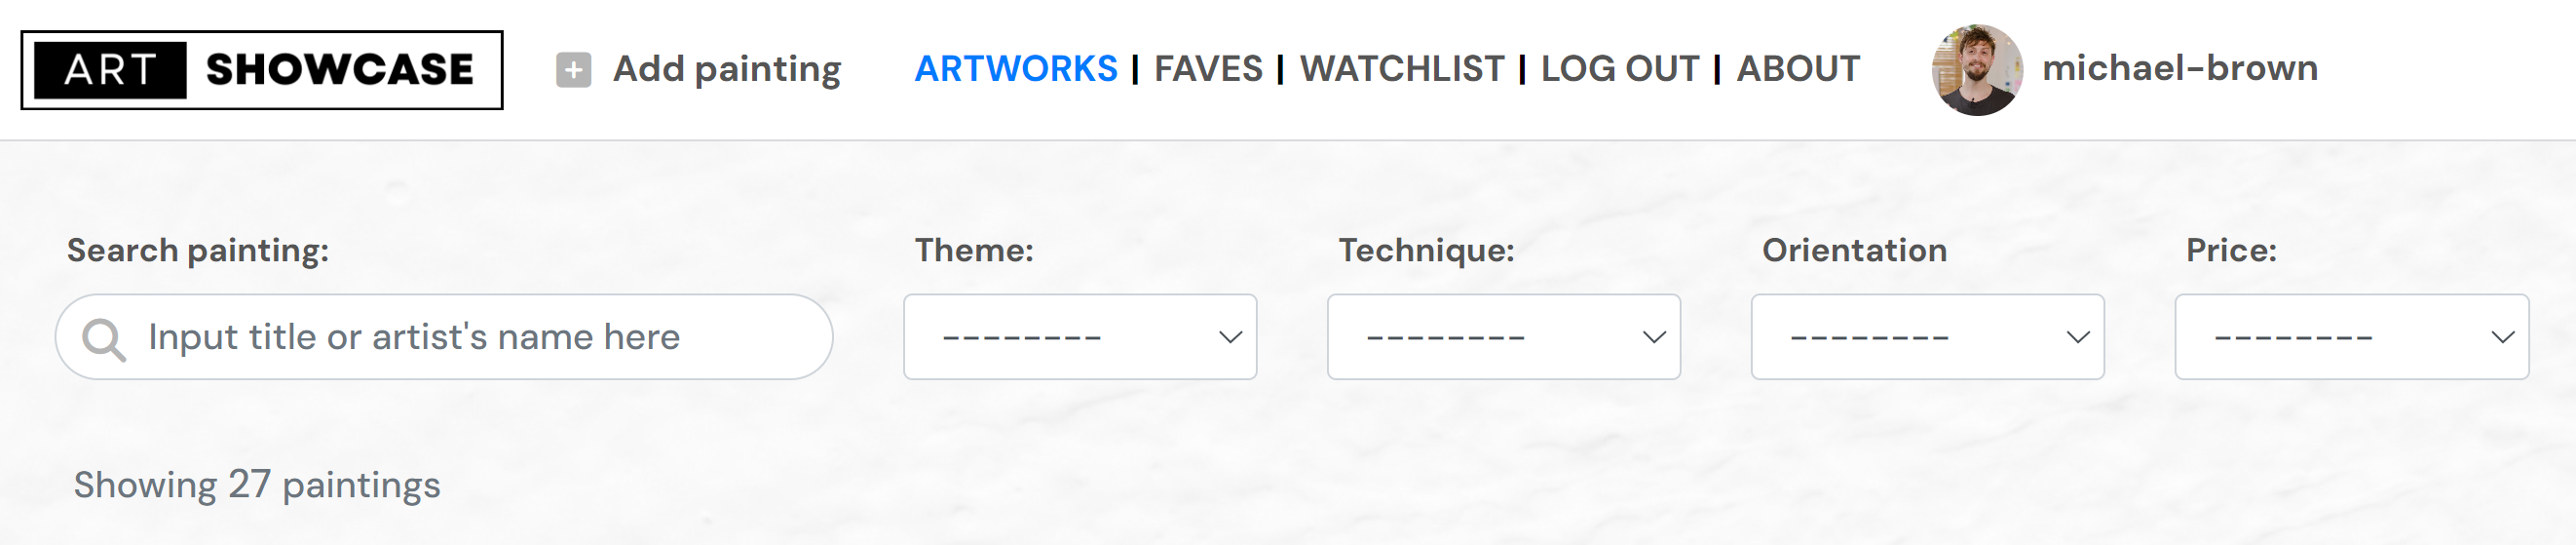 ART SHOWCASE Add painting ARTWORKS | FAVES | WATCHLIST | LOG OUT | ABOUT michael-brown
Search painting: Theme: Technique: Orientation Price:
Input title or artist's name here -------- -------- -------- --------
Showing 27 paintings